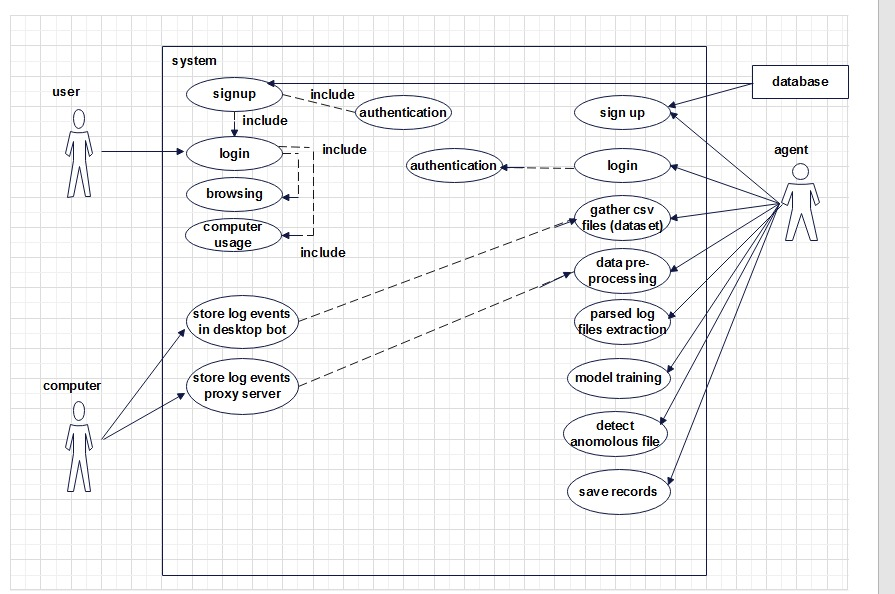 system
user
signup
include
authentication
include
login
include
browsing
computer
usage
include
store log events
in desktop bot
store log events
proxy server
computer
database
agent
sign up
authentication
login
gather csv
files (dataset)
data pre-
processing
parsed log
files extraction
model training
detect
anomolous file
save records